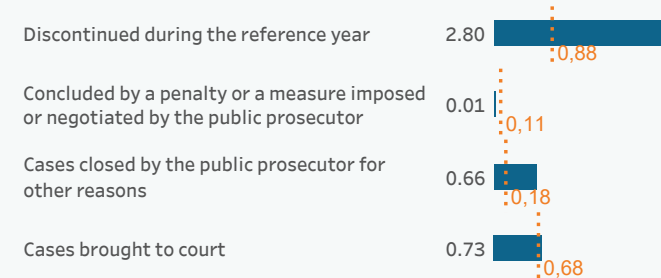 Discontinued during the reference year 2.80
0,88
Concluded by a penalty or a measure imposed
or negotiated by the public prosecutor 0.01
0,11
Cases closed by the public prosecutor for
other reasons 0.66
0,18
Cases brought to court 0.73
0,68